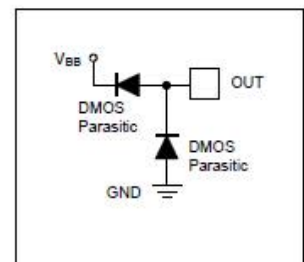 VBB
OUT
DMOS
Parasitic
DMOS
Parasitic
GND